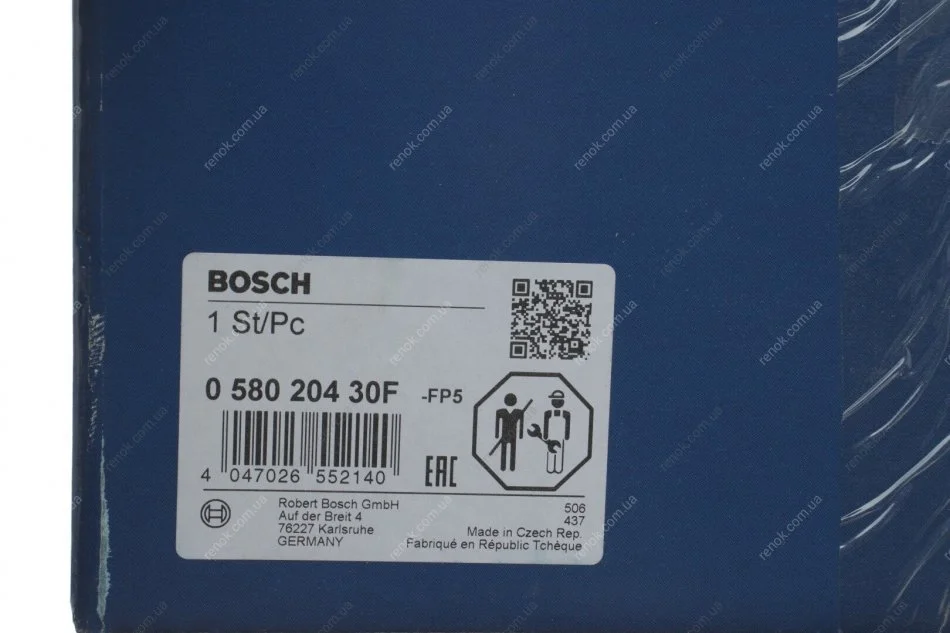 BOSCH
1 St/Pc
0 580 204 30F -FP5
4 047026 552140
EAC
Robert Bosch GmbH
Auf der Breit 4
76227 Karlsruhe
GERMANY
506
437
Made in Czech Rep.
Fabriqué en République Tchèque
renok.com.ua